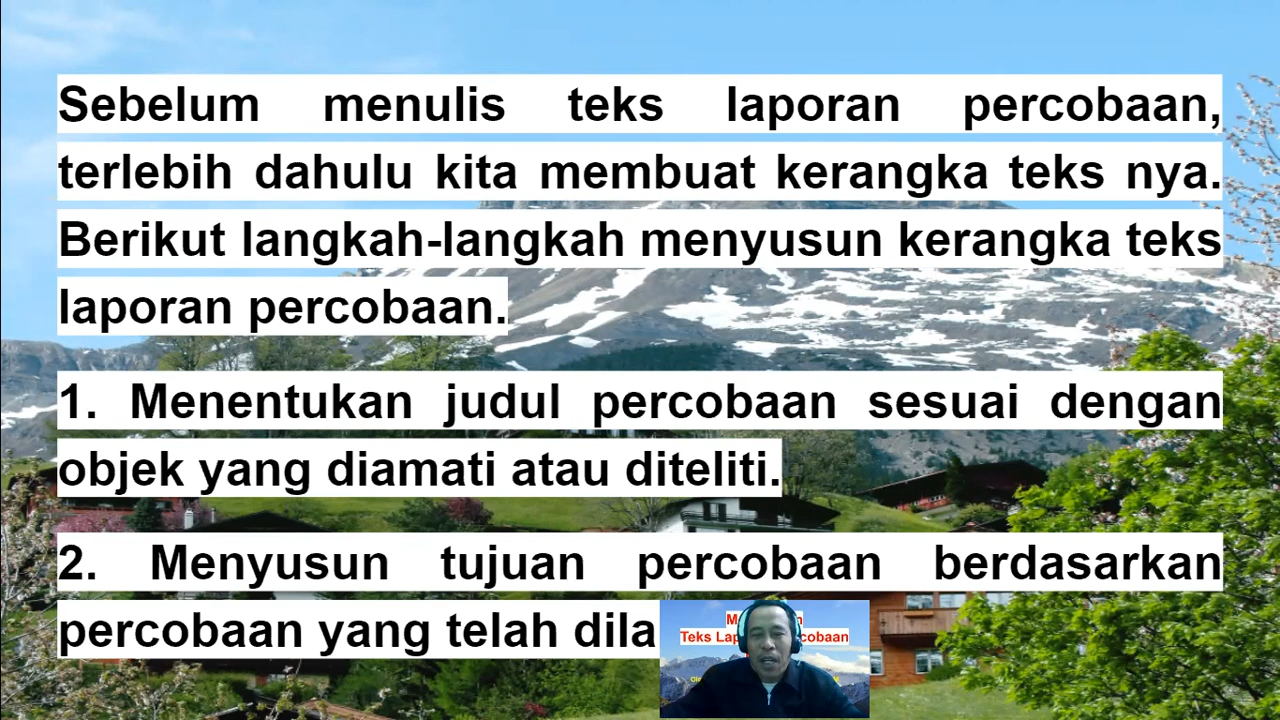 Sebelum menulis teks laporan percobaan,
terlebih dahulu kita membuat kerangka teks nya.
Berikut langkah-langkah menyusun kerangka teks
laporan percobaan.
1. Menentukan judul percobaan sesuai dengan
objek yang diamati atau diteliti.
2. Menyusun tujuan percobaan berdasarkan
percobaan yang telah
Teks